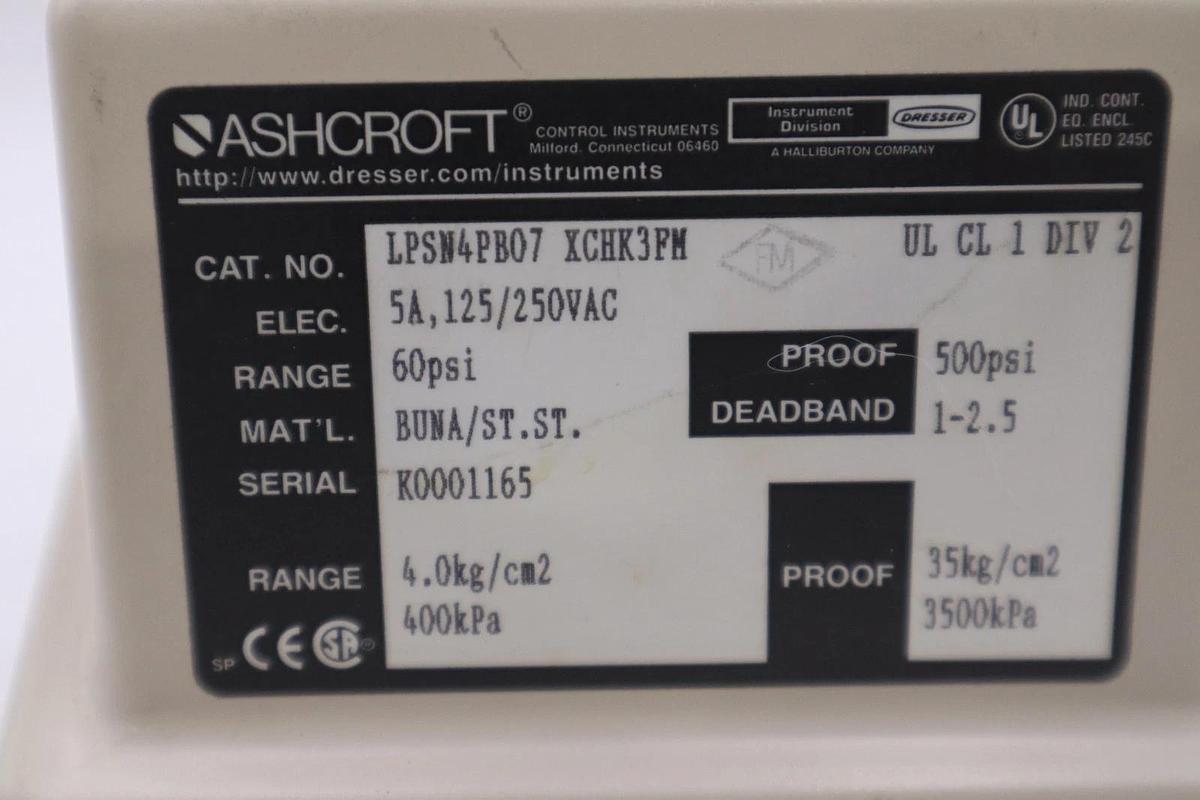 ASHCROFT®
CONTROL INSTRUMENTS
Milford, Connecticut 06460
Instrument
Division
DRESSER
A HALLIBURTON COMPANY
UL
IND. CONT.
EQ. ENCL.
LISTED 245C
http://www.dresser.com/instruments
CAT. NO. LPSN4PB07 XCHK3FM FM UL CL 1 DIV 2
ELEC. 5A,125/250VAC
RANGE 60psi PROOF 500psi
MAT'L. BUNA/ST.ST. DEADBAND 1-2.5
SERIAL K0001165
RANGE 4.0kg/cm2 PROOF 35kg/cm2
400kPa 3500kPa
SP CE SA®